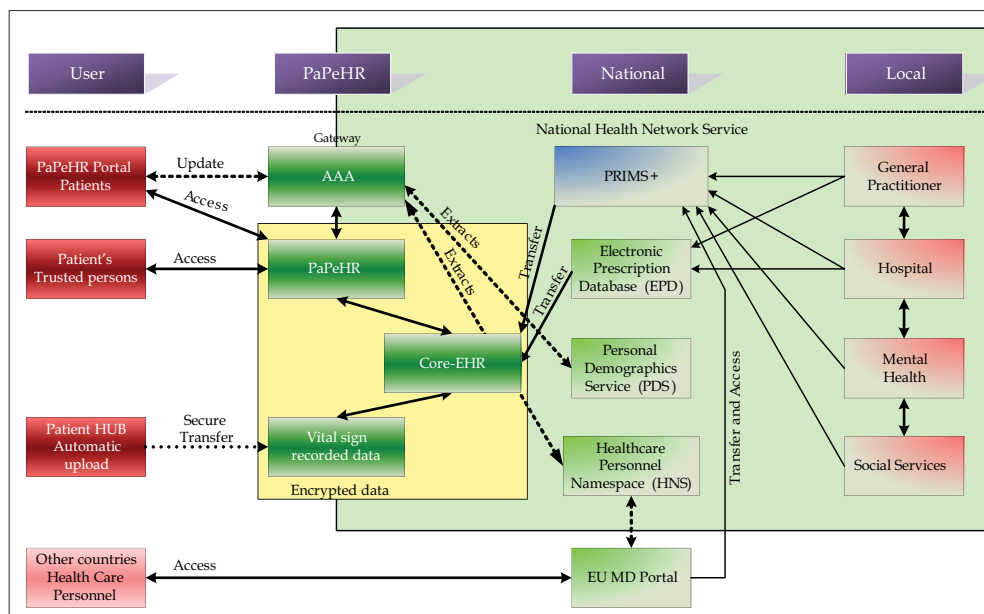 User
PaPeHR
National
Local
Gateway
National Health Network Service
PaPeHR Portal
Patients
Update
AAA
PRIMS+
General
Practitioner
Access
Extracts
Extracts
Transfer
Transfer
Patient's
Trusted persons
Access
PaPeHR
Electronic
Prescription
Database (EPD)
Hospital
Core-EHR
Personal
Demographics
Service (PDS)
Mental
Health
Transfer and Access
Patient HUB
Automatic
upload
Secure
Transfer
Vital sign
recorded data
Encrypted data
Healthcare
Personnel
Namespace (HNS)
Social Services
Other countries
Health Care
Personnel
Access
EU MD Portal